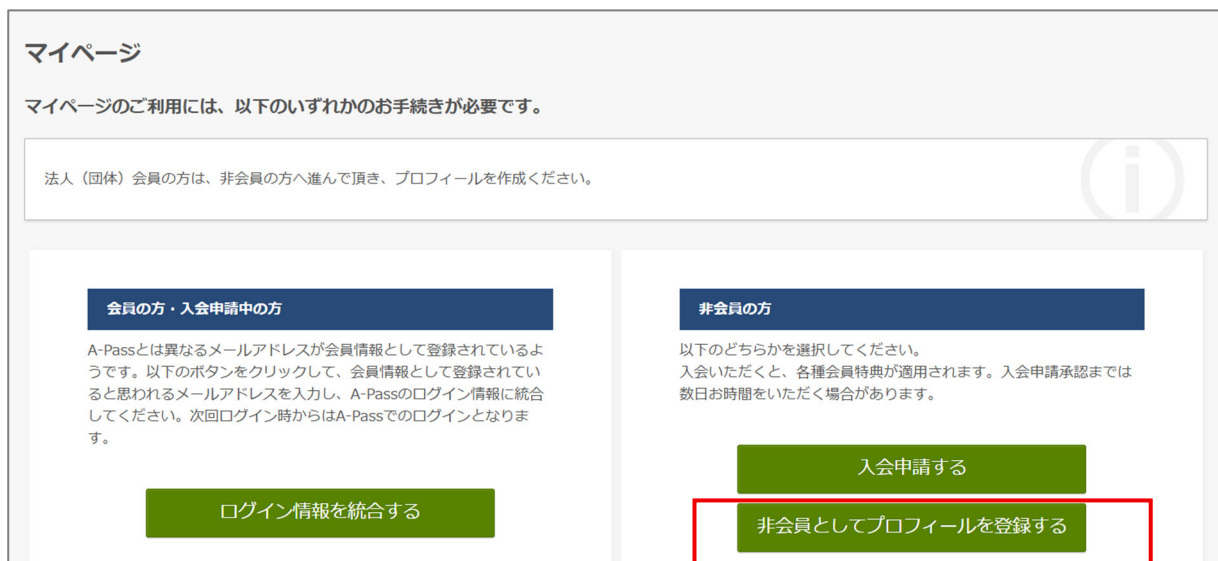 マイページ
マイページのご利用には、以下のいずれかのお手続きが必要です。
法人（団体）会員の方は、非会員の方へ進んで頂き、プロフィールを作成ください。
会員の方・入会申請中の方
A-Passとは異なるメールアドレスが会員情報として登録されているよ
うです。以下のボタンをクリックして、会員情報として登録されてい
ると思われるメールアドレスを入力し、A-Passのログイン情報に統合
してください。次回ログイン時からはA-Passでのログインとなりま
す。
ログイン情報を統合する
非会員の方
以下のどちらかを選択してください。
入会いただくと、各種会員特典が適用されます。入会申請承認までは
数日お時間をいただく場合があります。
入会申請する
非会員としてプロフィールを登録する